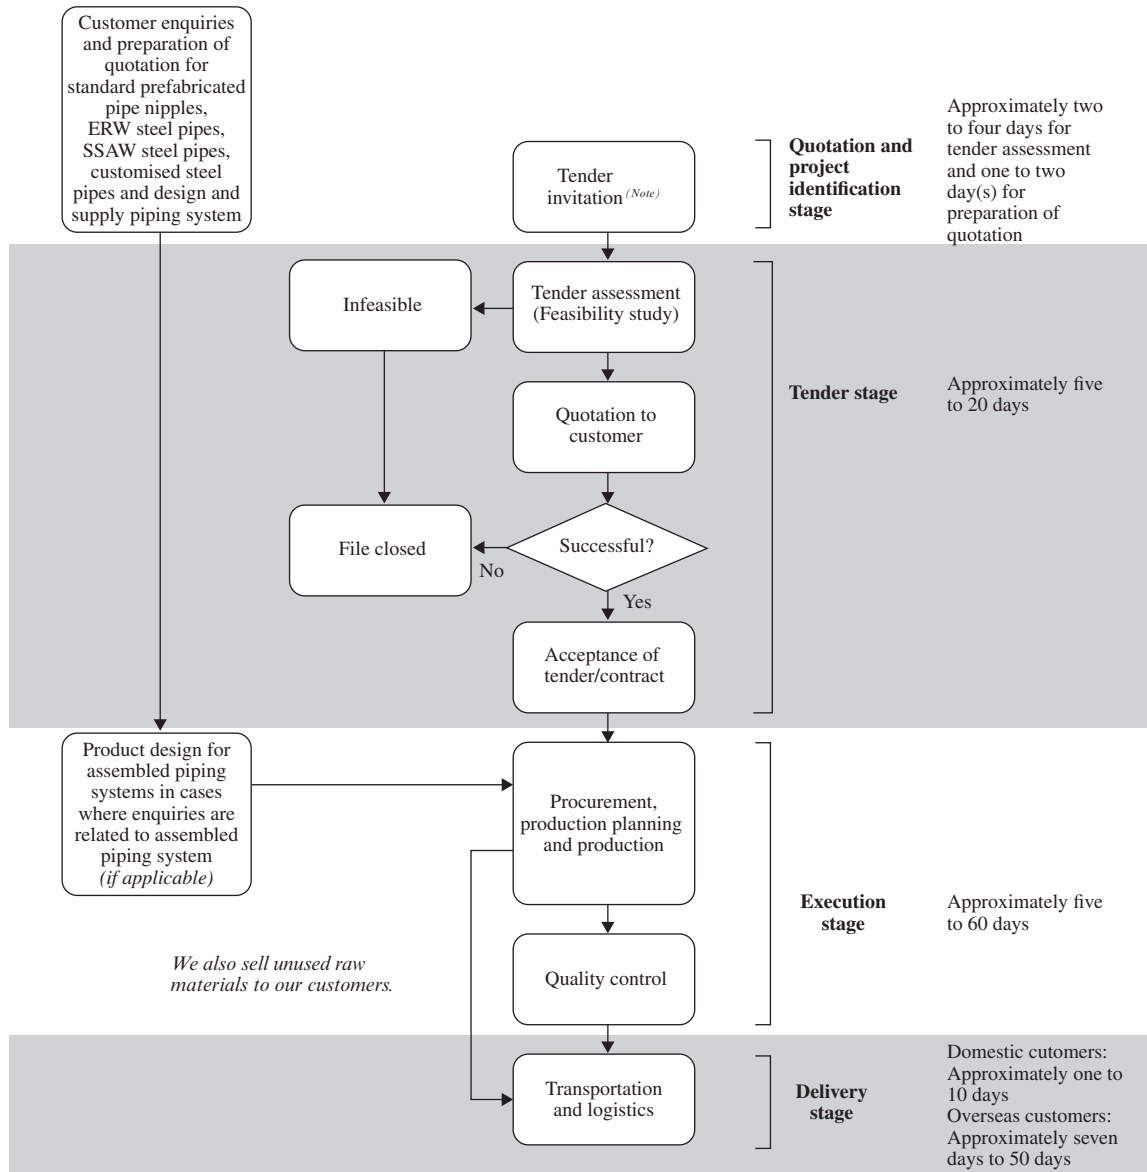 Customer enquiries
and preparation of
quotation for
standard prefabricated
pipe nipples,
ERW steel pipes,
SSAW steel pipes,
customised steel
pipes and design and
supply piping system
Tender
invitation (Note)
Quotation and
project
identification
stage
Approximately two
to four days for
tender assessment
and one to two
day(s) for
preparation of
quotation
Infeasible
Tender assessment
(Feasibility study)
Quotation to
customer
Tender stage
Approximately five
to 20 days
File closed
Successful?
No
Yes
Acceptance of
tender/contract
Product design for
assembled piping
systems in cases
where enquiries are
related to assembled
piping system
(if applicable)
Procurement,
production planning
and production
Execution
stage
Approximately five
to 60 days
We also sell unused raw
materials to our customers.
Quality control
Transportation
and logistics
Delivery
stage
Domestic cutomers:
Approximately one to
10 days
Overseas customers:
Approximately seven
days to 50 days